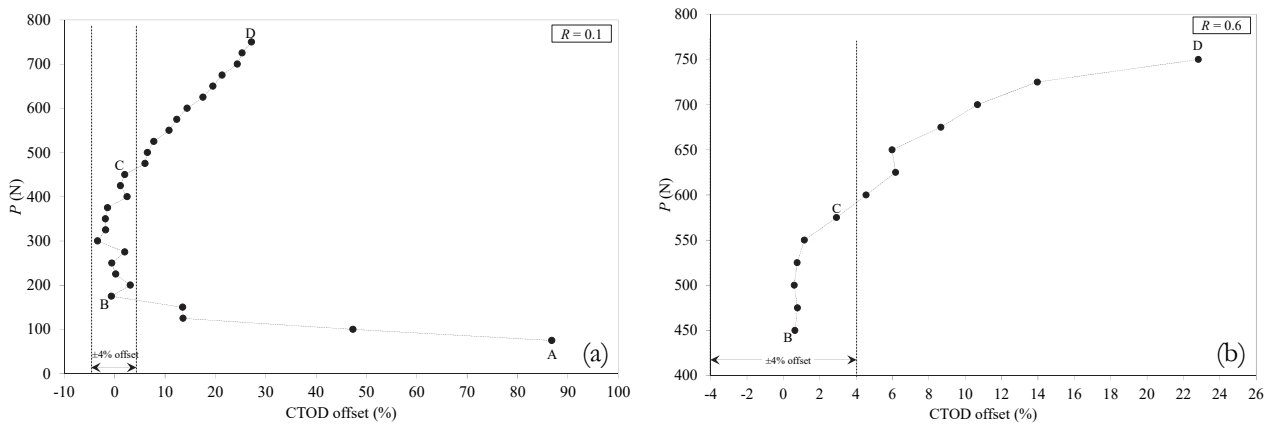 800
700
600
500
400
300
200
100
0
P (N)
-10 0 10 20 30 40 50 60 70 80 90 100
CTOD offset (%)
R = 0.1
D
C
B
A
±4% offset
(a)
800
750
700
650
600
550
500
450
400
P (N)
-4 -2 0 2 4 6 8 10 12 14 16 18 20 22 24 26
CTOD offset (%)
R = 0.6
D
C
B
±4% offset
(b)